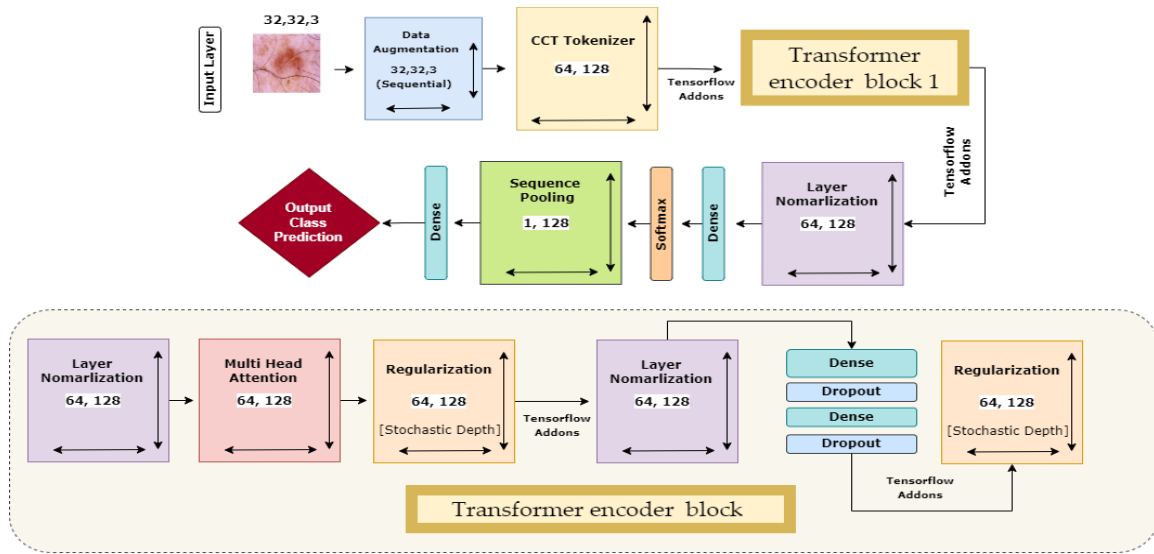 Input Layer
32,32,3
Data
Augmentation
32,32,3
(Sequential)
CCT Tokenizer
64, 128
Tensorflow
Addons
Transformer
encoder block 1
Tensorflow
Addons
Layer
Nomarlization
64, 128
Dense
Softmax
Sequence
Pooling
1, 128
Dense
Output
Class
Prediction
Layer
Nomarlization
64, 128
Multi Head
Attention
64, 128
Regularization
64, 128
[Stochastic Depth]
Tensorflow
Addons
Layer
Nomarlization
64, 128
Dense
Dropout
Dense
Dropout
Tensorflow
Addons
Regularization
64, 128
[Stochastic Depth]
Transformer encoder block